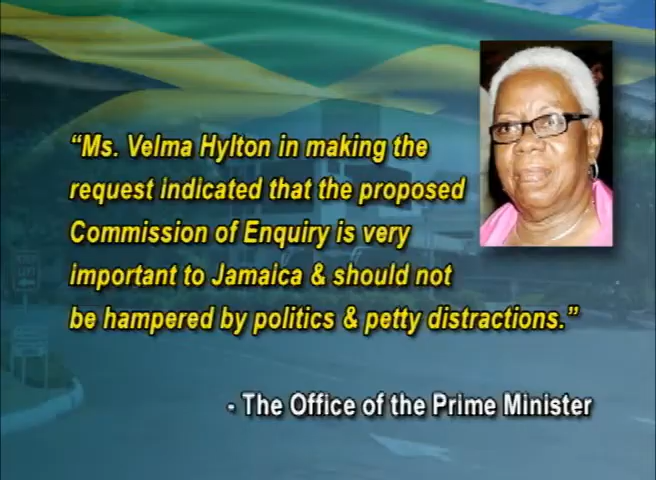 “Ms. Velma Hylton in making the
request indicated that the proposed
Commission of Enquiry is very
important to Jamaica & should not
be hampered by politics & petty distractions.”
- The Office of the Prime Minister